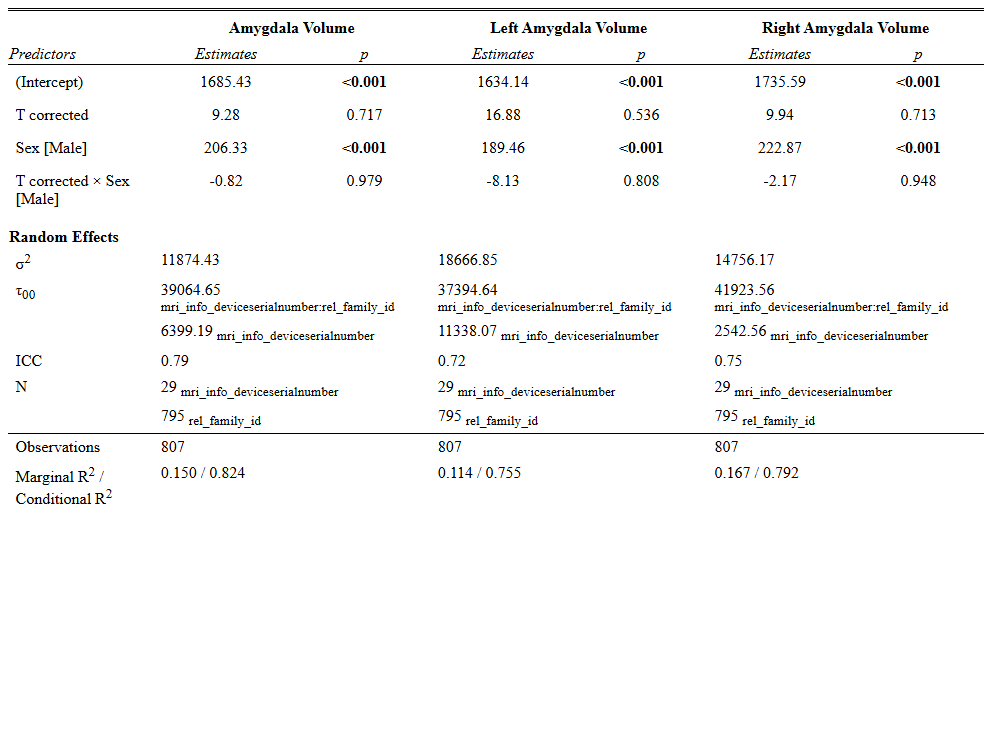 Amygdala Volume Left Amygdala Volume Right Amygdala Volume
Predictors Estimates p Estimates p Estimates p
(Intercept) 1685.43 <0.001 1634.14 <0.001 1735.59 <0.001
T corrected 9.28 0.717 16.88 0.536 9.94 0.713
Sex [Male] 206.33 <0.001 189.46 <0.001 222.87 <0.001
T corrected × Sex -0.82 0.979 -8.13 0.808 -2.17 0.948
[Male]
Random Effects
σ2 11874.43 18666.85 14756.17
τ00 39064.65 37394.64 41923.56
mri_info_deviceserialnumber:rel_family_id mri_info_deviceserialnumber:rel_family_id mri_info_deviceserialnumber:rel_family_id
6399.19 mri_info_deviceserialnumber 11338.07 mri_info_deviceserialnumber 2542.56 mri_info_deviceserialnumber
ICC 0.79 0.72 0.75
N 29 mri_info_deviceserialnumber 29 mri_info_deviceserialnumber 29 mri_info_deviceserialnumber
795 rel_family_id 795 rel_family_id 795 rel_family_id
Observations 807 807 807
Marginal R2 / 0.150 / 0.824 0.114 / 0.755 0.167 / 0.792
Conditional R2